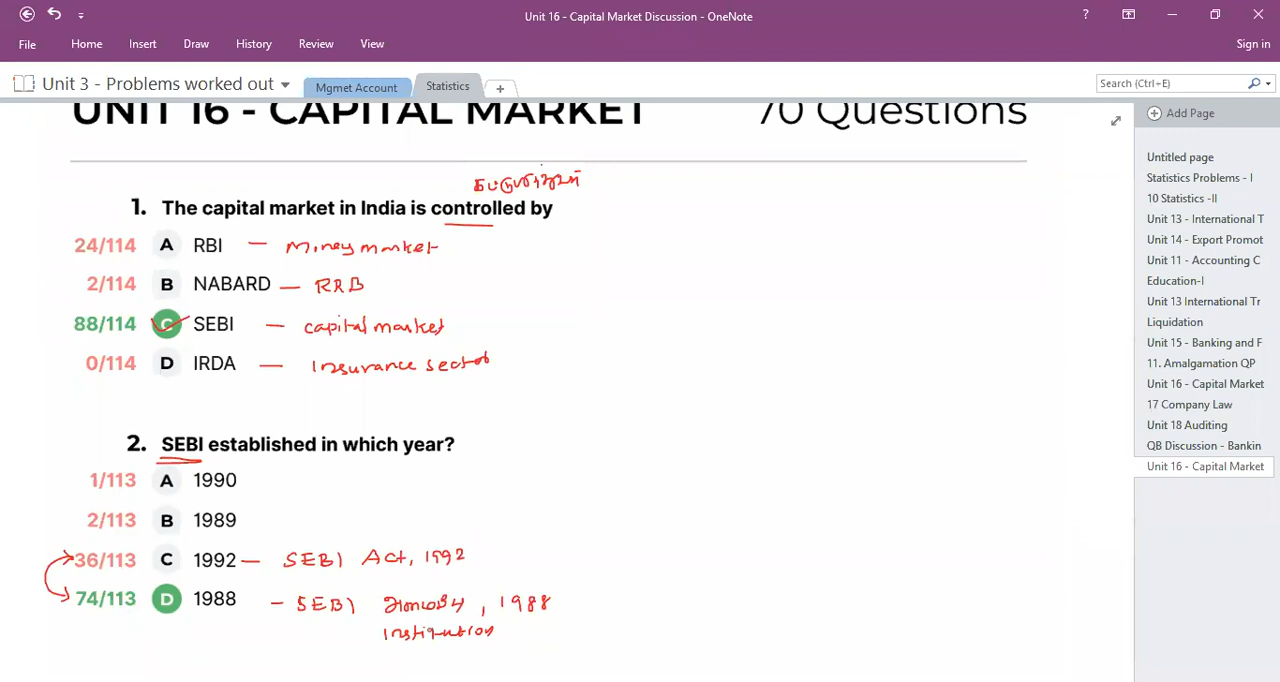 Unit 16 - Capital Market Discussion - OneNote
?
File
Home
Insert
Draw
History
Review
View
Sign in
Unit 3 - Problems worked out
Mgmet Account
Statistics
+
Search (Ctrl+E)
UNIT 16 - CAPITAL MARKET
70 Questions
1. The capital market in India is controlled by
24/114 A RBI — Money market
2/114 B NABARD — RRB
88/114 C SEBI — capital market
0/114 D IRDA — Insurance sector
2. SEBI established in which year?
1/113 A 1990
2/113 B 1989
36/113 C 1992 — SEBI Act, 1992
74/113 D 1988 — SEBI , 1988
Add Page
Untitled page
Statistics Problems - I
10 Statistics -II
Unit 13 - International T
Unit 14 - Export Promot
Unit 11 - Accounting C
Education-I
Unit 13 International Tr
Liquidation
Unit 15 - Banking and F
11. Amalgamation QP
Unit 16 - Capital Market
17 Company Law
Unit 18 Auditing
QB Discussion - Bankin
Unit 16 - Capital Market